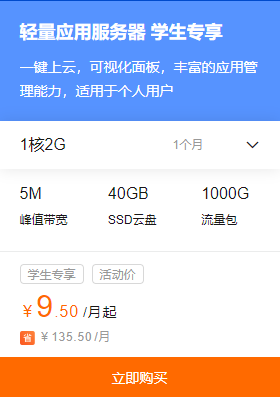 轻量应用服务器 学生专享
一键上云，可视化面板，丰富的应用管
理能力，适用于个人用户
1核2G 1个月
5M 40GB 1000G
峰值带宽 SSD云盘 流量包
学生专享 活动价
¥9.50/月起
省 ¥135.50/月
立即购买